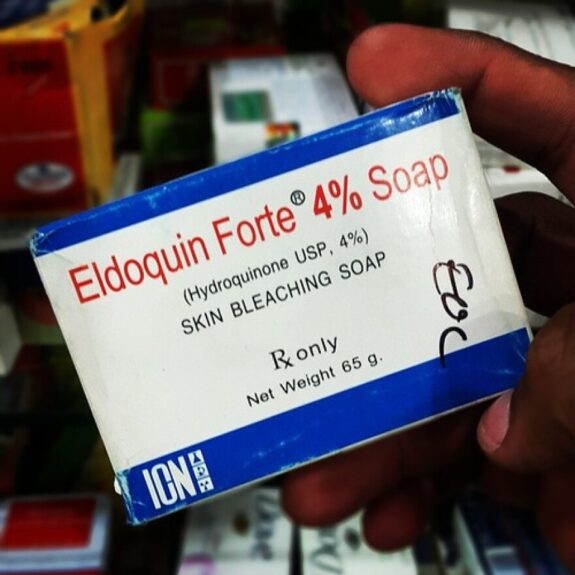 Eldoquin Forte® 4% Soap
(Hydroquinone USP, 4%)
SKIN BLEACHING SOAP
℞ only
Net Weight 65 g.
ICN